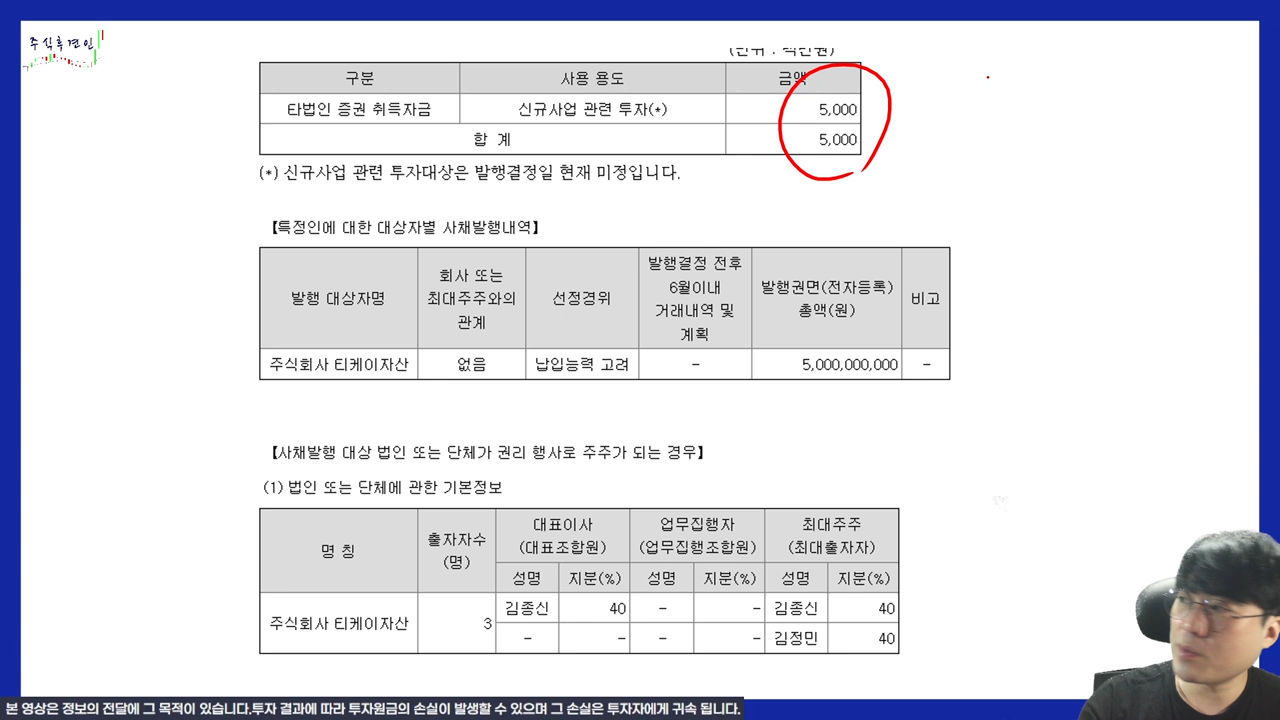 주식후견인
(단위 : 백만원)
구분 사용 용도 금액
타법인 증권 취득자금 신규사업 관련 투자(*) 5,000
합 계 5,000
(*) 신규사업 관련 투자대상은 발행결정일 현재 미정입니다.
【특정인에 대한 대상자별 사채발행내역】
발행 대상자명 회사 또는 최대주주와의 관계 선정경위 발행결정 전후 6월이내 거래내역 및 계획 발행권면(전자등록) 총액(원) 비고
주식회사 티케이자산 없음 납입능력 고려 - 5,000,000,000 -
【사채발행 대상 법인 또는 단체가 권리 행사로 주주가 되는 경우】
(1) 법인 또는 단체에 관한 기본정보
명 칭 출자자수 (명) 대표이사 (대표조합원) 업무집행자 (업무집행조합원) 최대주주 (최대출자자)
성명 지분(%) 성명 지분(%) 성명 지분(%)
주식회사 티케이자산 3 김종신 40 - - 김종신 40
- - - - 김정민 40
본 영상은 정보의 전달에 그 목적이 있습니다.투자 결과에 따라 투자원금의 손실이 발생할 수 있으며 그 손실은 투자자에게 귀속 됩니다.